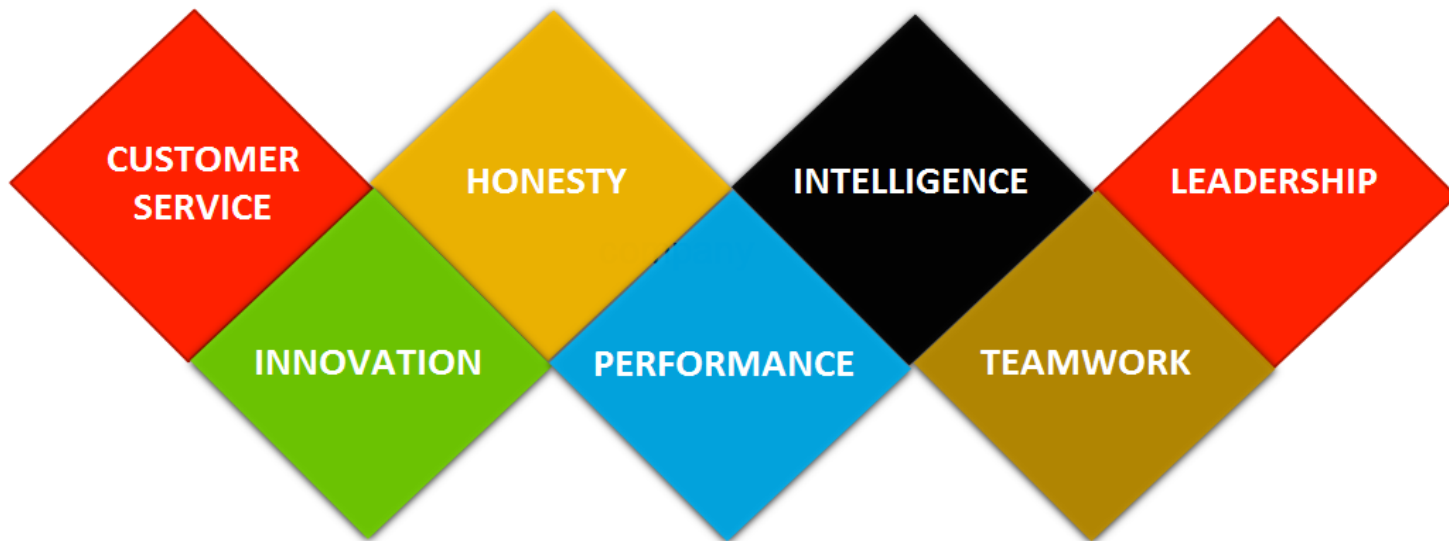 CUSTOMER
SERVICE
HONESTY
INTELLIGENCE
LEADERSHIP
INNOVATION
PERFORMANCE
TEAMWORK